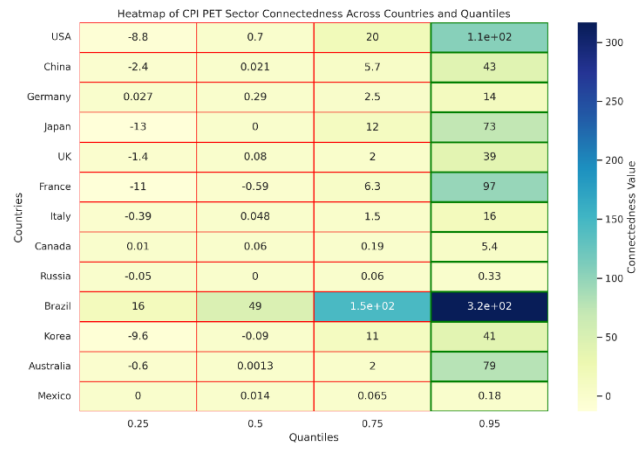 Heatmap of CPI PET Sector Connectedness Across Countries and Quantiles
USA -8.8 0.7 20 1.1e+02
China -2.4 0.021 5.7 43
Germany 0.027 0.29 2.5 14
Japan -13 0 12 73
UK -1.4 0.08 2 39
France -11 -0.59 6.3 97
Italy -0.39 0.048 1.5 16
Canada 0.01 0.06 0.19 5.4
Russia -0.05 0 0.06 0.33
Brazil 16 49 1.5e+02 3.2e+02
Korea -9.6 -0.09 11 41
Australia -0.6 0.0013 2 79
Mexico 0 0.014 0.065 0.18
0.25 0.5 0.75 0.95
Quantiles
Countries
300
250
200
150
100
50
0
Connectedness Value